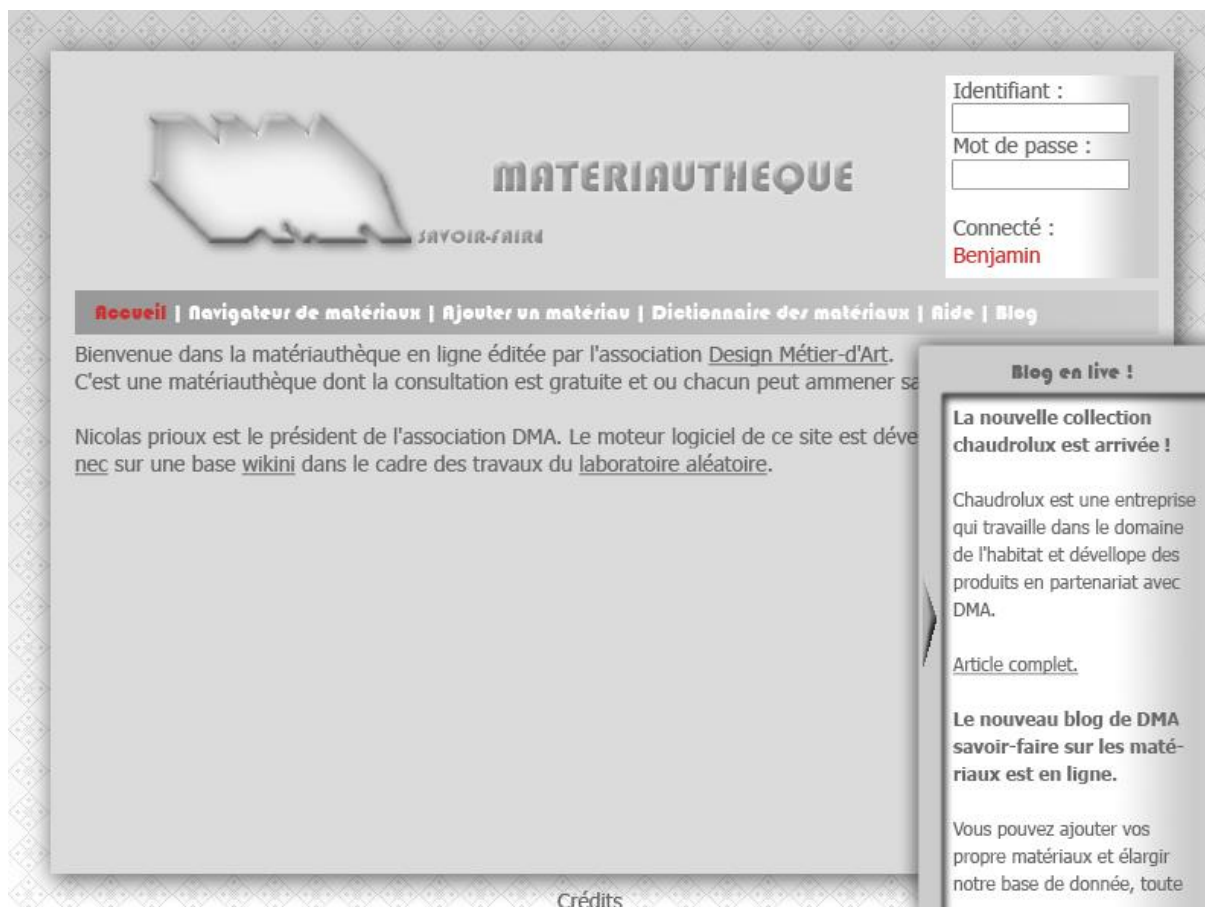 Identifiant :
Mot de passe :
Connecté :
Benjamin
MATERIAUTHEQUE
SAVOIR-FAIRE
Accueil | Navigateur de matériaux | Ajouter un matériau | Dictionnaire des matériaux | Aide | Blog
Bienvenue dans la matériauthèque en ligne éditée par l'association Design Métier-d'Art.
C'est une matériauthèque dont la consultation est gratuite et ou chacun peut ammener sa
Nicolas prioux est le président de l'association DMA. Le moteur logiciel de ce site est déve
nec sur une base wikini dans le cadre des travaux du laboratoire aléatoire.
Blog en live !
La nouvelle collection
chaudrolux est arrivée !
Chaudrolux est une entreprise
qui travaille dans le domaine
de l'habitat et dévellope des
produits en partenariat avec
DMA.
Article complet.
Le nouveau blog de DMA
savoir-faire sur les maté-
riaux est en ligne.
Vous pouvez ajouter vos
propre matériaux et élargir
notre base de donnée, toute
Crédits